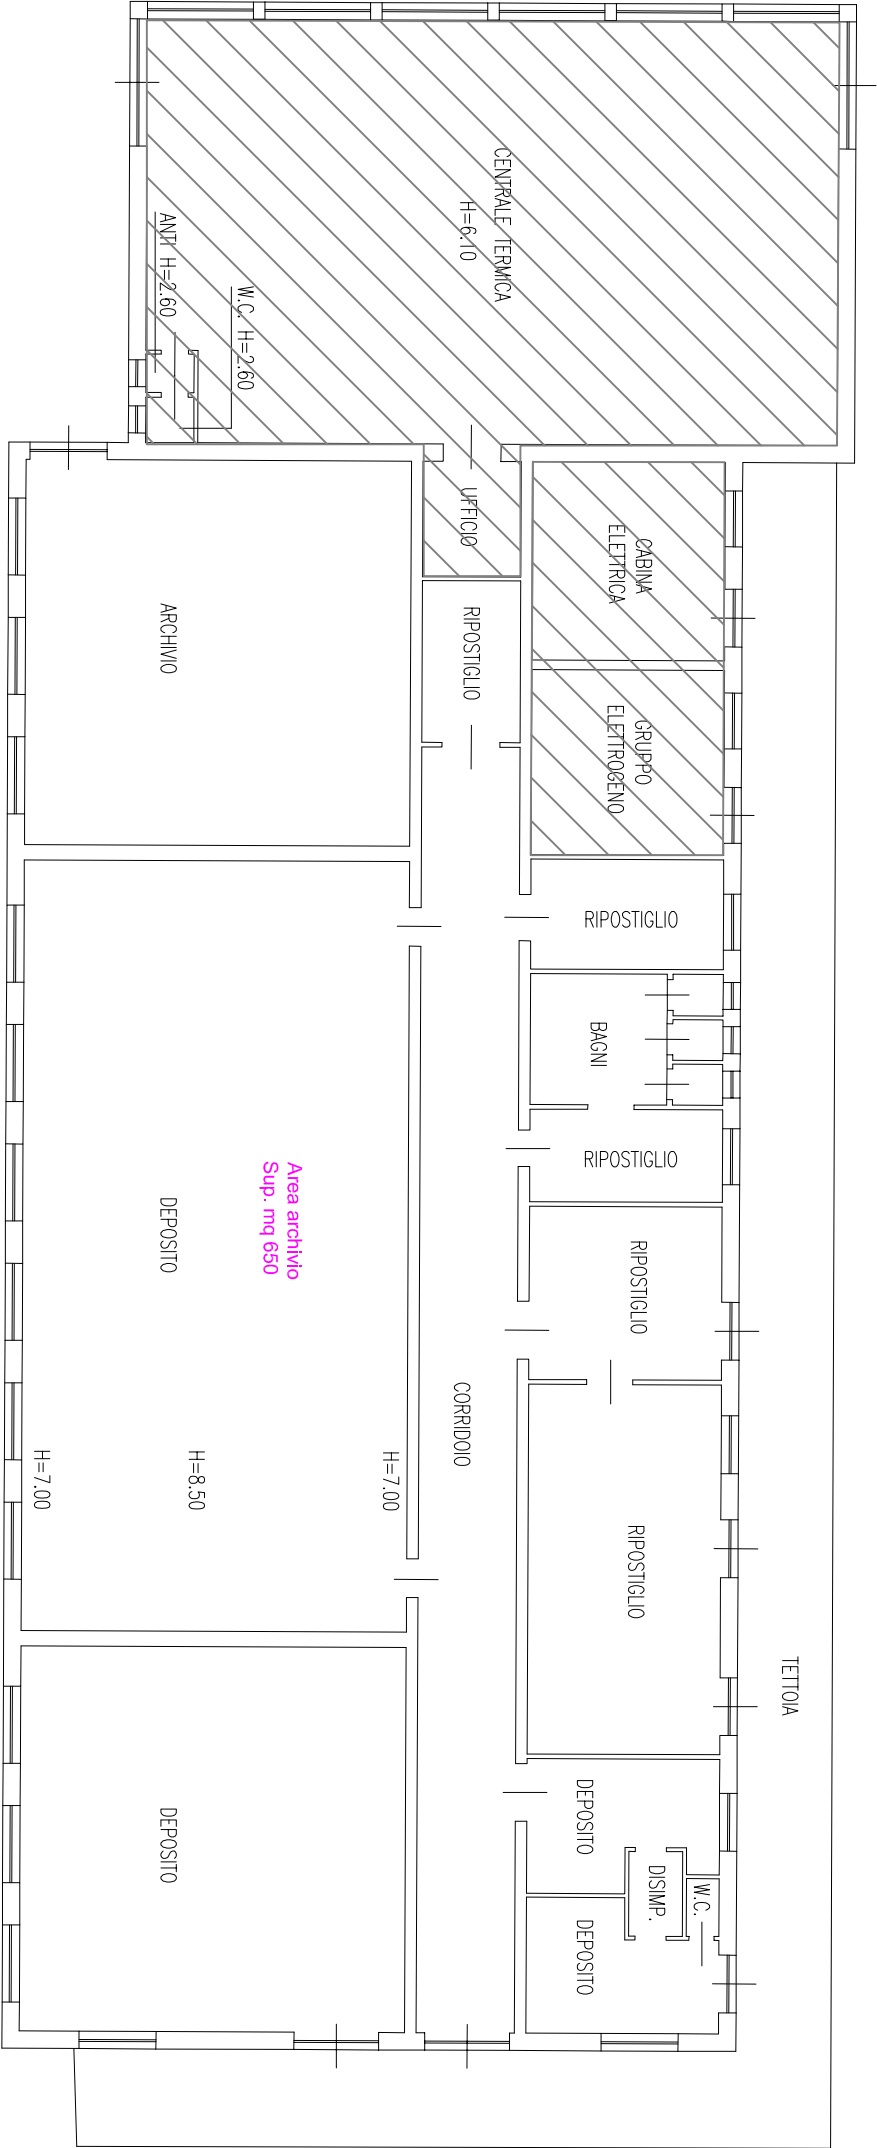 CENTRALE TERMICA
H=6.10
ANTI H=2.60
W.C. H=2.60
UFFICIO
CABINA
ELETTRICA
RIPOSTIGLIO
ARCHIVIO
GRUPPO
ELETTROGENO
RIPOSTIGLIO
BAGNI
RIPOSTIGLIO
Area archivio
Sup. mq 650
DEPOSITO
RIPOSTIGLIO
CORRIDOIO
H=7.00
H=8.50
H=7.00
RIPOSTIGLIO
TETTOIA
DEPOSITO
DEPOSITO
DISIMP.
W.C.
DEPOSITO